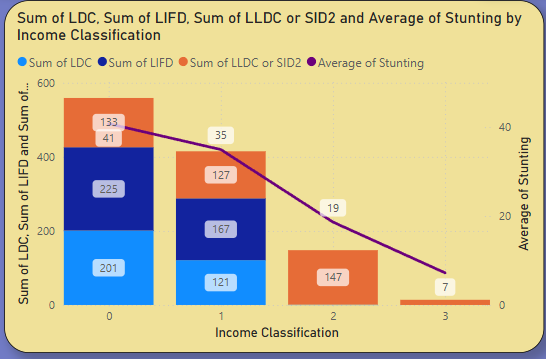 Sum of LDC, Sum of LIFD, Sum of LLDC or SID2 and Average of Stunting by
Income Classification
Sum of LDC Sum of LIFD Sum of LLDC or SID2 Average of Stunting
Sum of LDC, Sum of LIFD and Sum of...
600
400
200
0
133
41
225
201
35
127
167
121
19
147
7
40
20
0
Average of Stunting
0 1 2 3
Income Classification